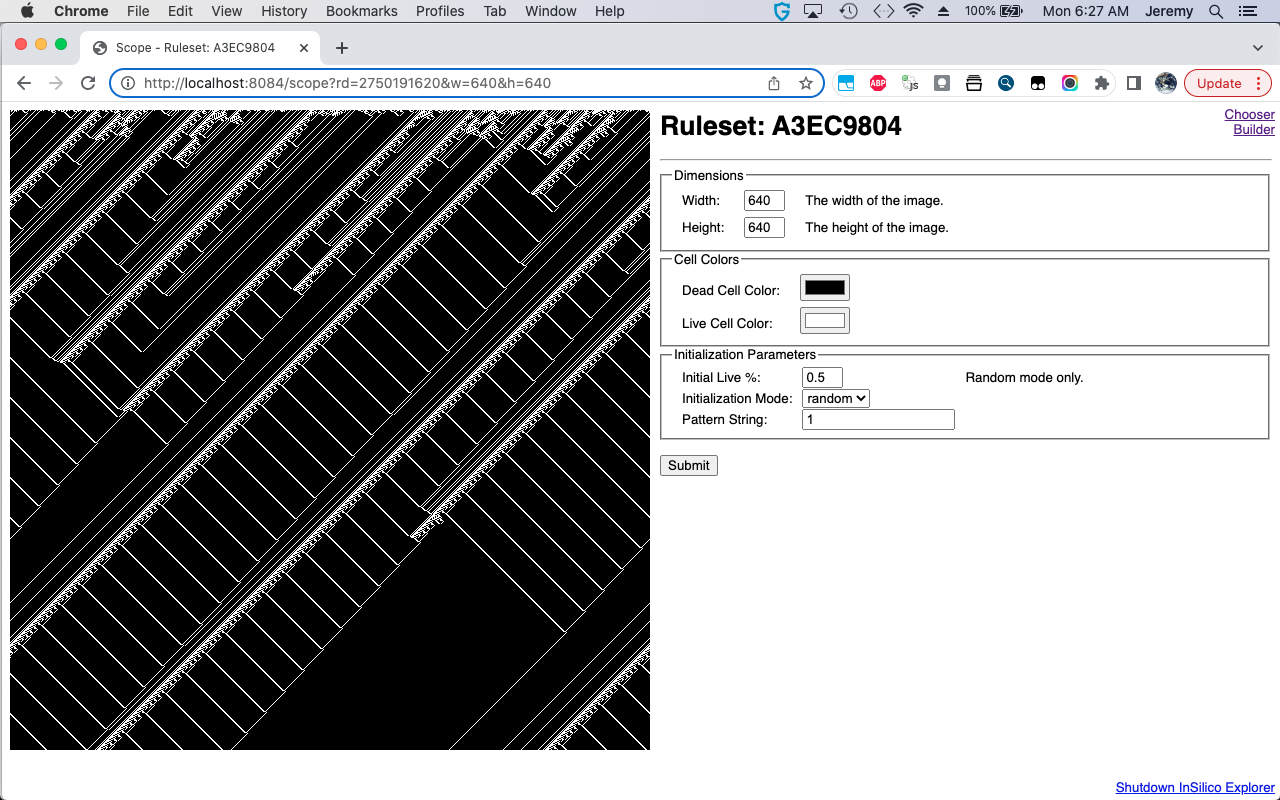 Chrome File Edit View History Bookmarks Profiles Tab Window Help 100% Mon 6:27 AM Jeremy
Scope - Ruleset: A3EC9804
http://localhost:8084/scope?rd=2750191620&w=640&h=640 ABP js Update
Ruleset: A3EC9804
Chooser
Builder
Dimensions
Width: 640 The width of the image.
Height: 640 The height of the image.
Cell Colors
Dead Cell Color:
Live Cell Color:
Initialization Parameters
Initial Live %: 0.5 Random mode only.
Initialization Mode: random
Pattern String: 1
Submit
Shutdown InSilico Explorer